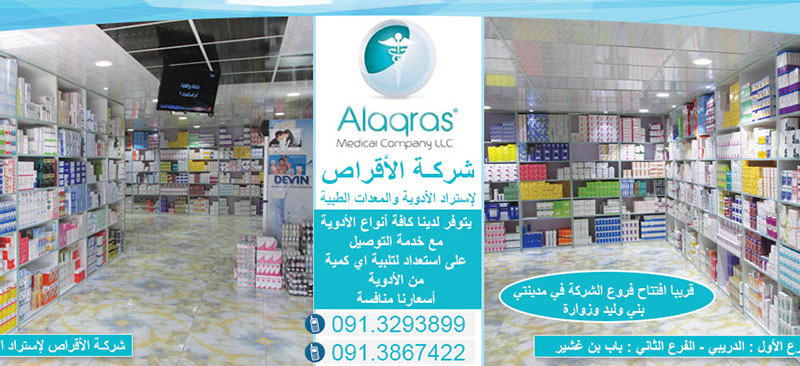 Alaqras®
Medical Company LLC
شركة الأقراص
لإستراد الأدوية والمعدات الطبية
يتوفر لدينا كافة أنواع الأدوية
مع خدمة التوصيل
على استعداد لتلبية اي كمية
من الأدوية
أسعارنا منافسة
091.3293899
091.3867422
DEVIN
قريبا افتتاح فروع الشركة في مدينتي
بني وليد وزوارة
رع الأول : الدريبي - الفرع الثاني : باب بن غشير
شركة الأقراص لإستراد ا